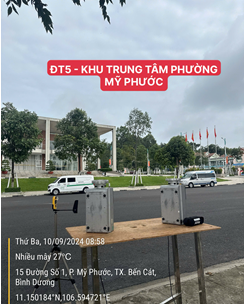 ĐT5 - KHU TRUNG TÂM PHƯỜNG
MỸ PHƯỚC
Thứ Ba, 10/09/2024 08:58
Nhiều mây 27°C
15 Đường Số 1, P. Mỹ Phước, TX. Bến Cát,
Bình Dương
11.150184°N,106.594721°E